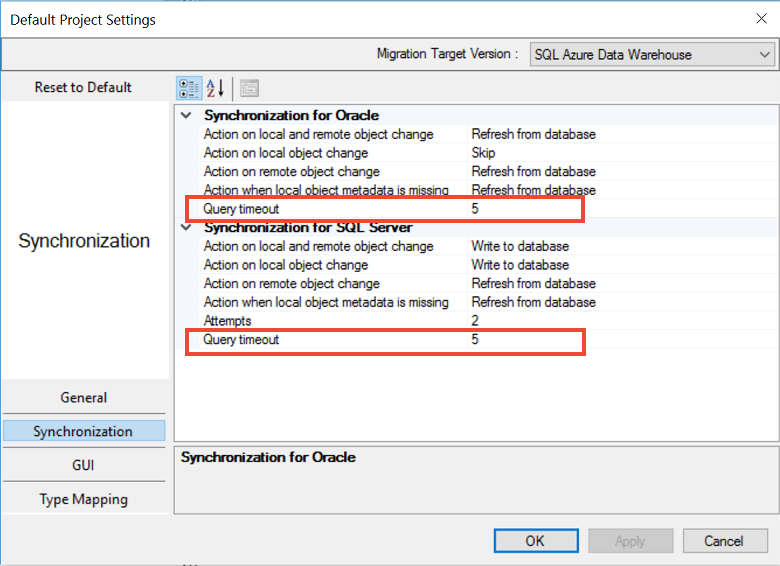 Default Project Settings
Migration Target Version : SQL Azure Data Warehouse
Reset to Default
Synchronization
General
Synchronization
GUI
Type Mapping
Synchronization for Oracle
Action on local and remote object change Refresh from database
Action on local object change Skip
Action on remote object change Refresh from database
Action when local object metadata is missing Refresh from database
Query timeout 5
Synchronization for SQL Server
Action on local and remote object change Write to database
Action on local object change Write to database
Action on remote object change Refresh from database
Action when local object metadata is missing Refresh from database
Attempts 2
Query timeout 5
Synchronization for Oracle
OK Apply Cancel